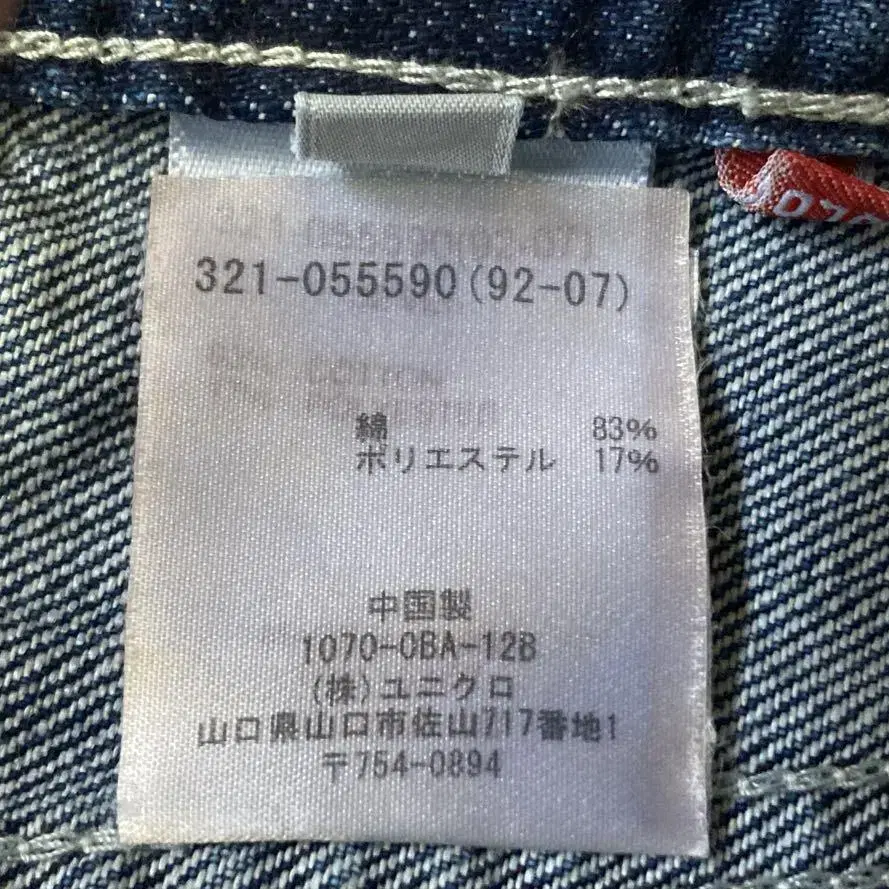 321-055590(92-07)
綿 83%
ポリエステル 17%
中国製
1070-0BA-12B
(株)ユニクロ
山口県山口市佐山717番地1
〒754-0894